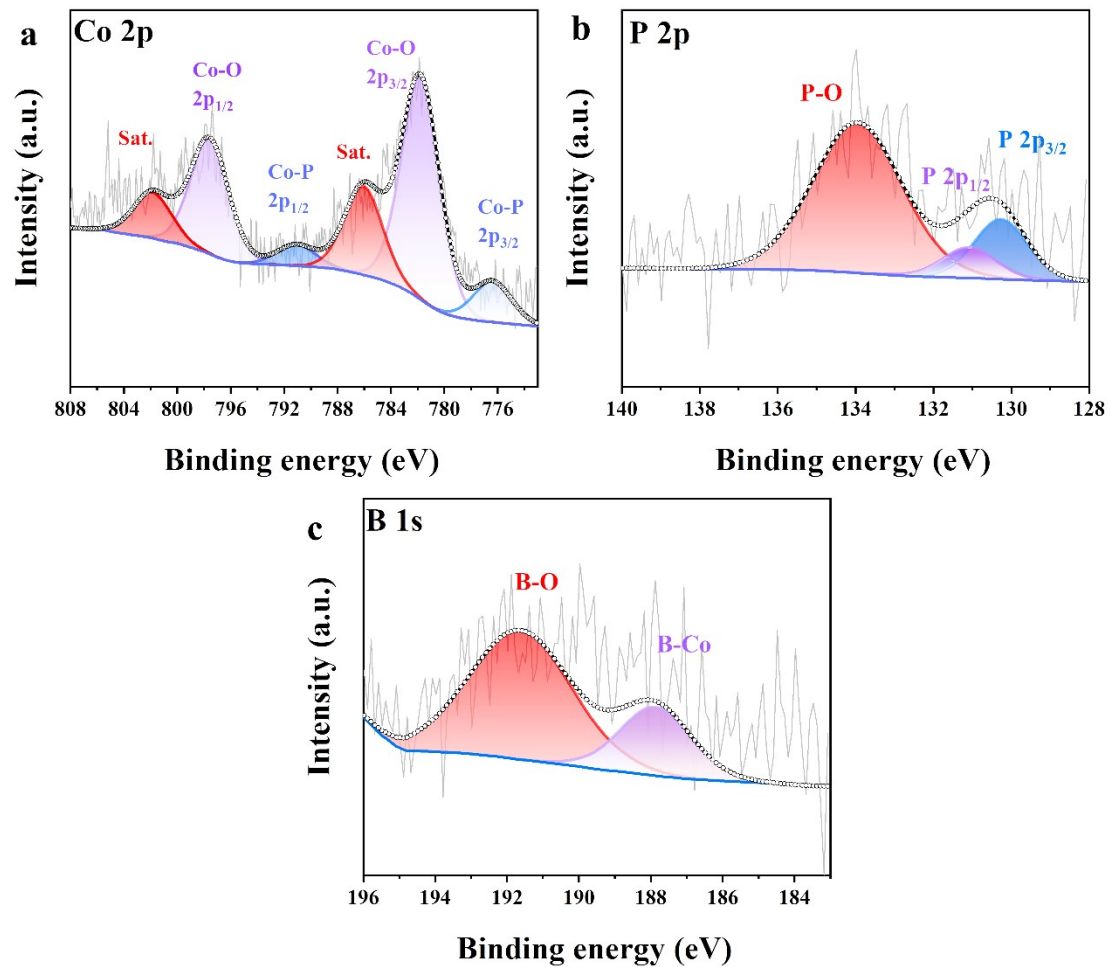 a
Co 2p
Intensity (a.u.)
Sat.
Co-O
2p1/2
Co-P
2p1/2
Sat.
Co-O
2p3/2
Co-P
2p3/2
808 804 800 796 792 788 784 780 776
Binding energy (eV)
b
P 2p
Intensity (a.u.)
P-O
P 2p1/2
P 2p3/2
140 138 136 134 132 130 128
Binding energy (eV)
c
B 1s
Intensity (a.u.)
B-O
B-Co
196 194 192 190 188 186 184
Binding energy (eV)